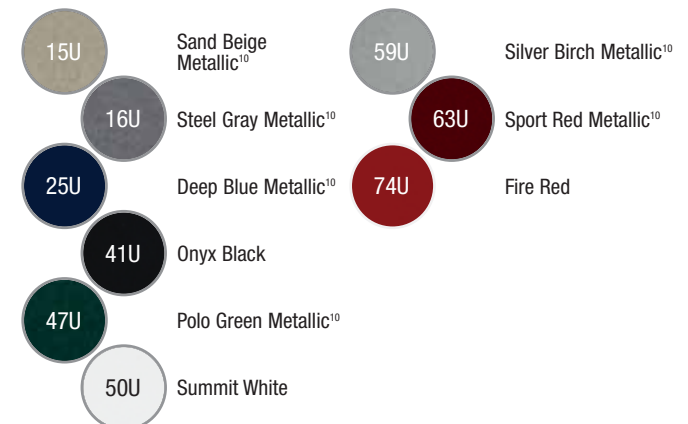 15U
Sand Beige
Metallic¹⁰
16U
Steel Gray Metallic¹⁰
25U
Deep Blue Metallic¹⁰
41U
Onyx Black
47U
Polo Green Metallic¹⁰
50U
Summit White
59U
Silver Birch Metallic¹⁰
63U
Sport Red Metallic¹⁰
74U
Fire Red